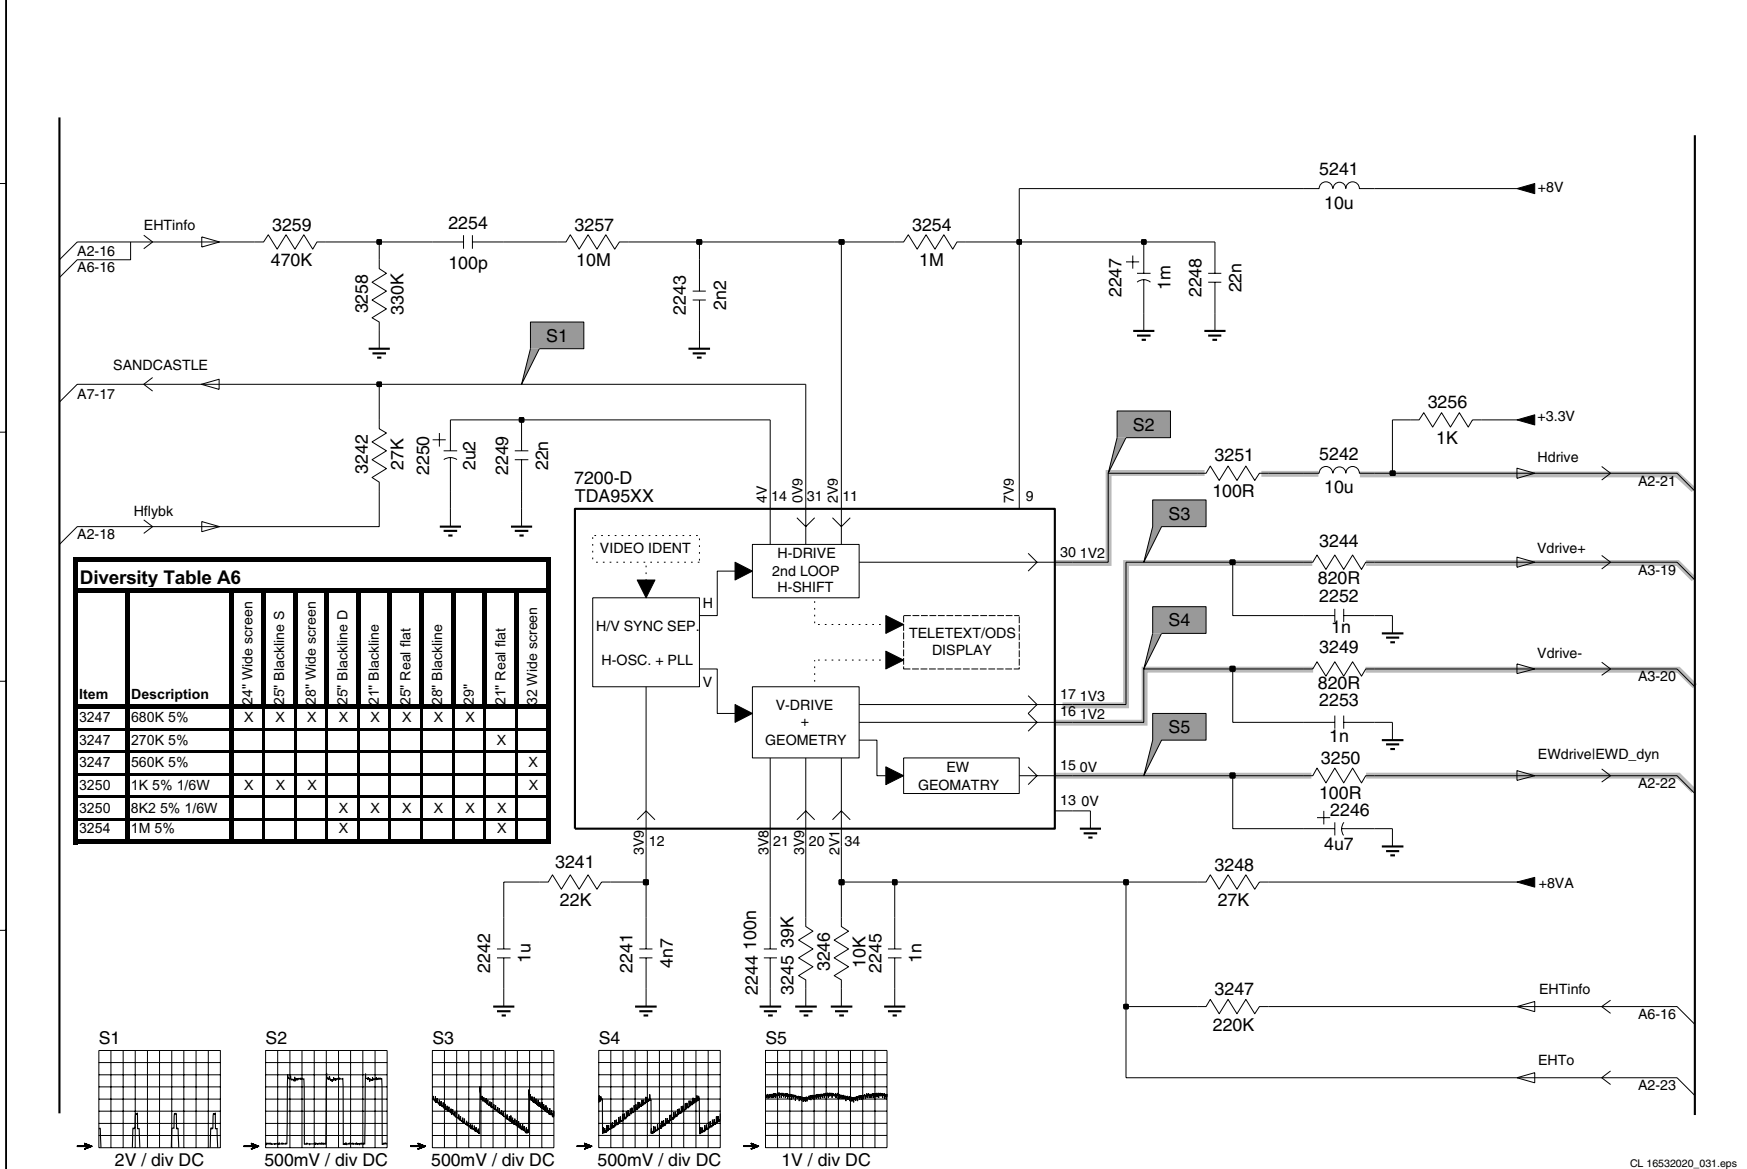 5241
+8V
10u
EHTinfo
3259
2254
3257
3254
A2-16
A6-16
470K
100p
10M
1M
3258
330K
2243
2n2
2247
+
1m
2248
22n
S1
SANDCASTLE
A7-17
3256
+3.3V
1K
S2
3242
27K
2250
+
2u2
2249
22n
3251
5242
Hdrive
100R
10u
A2-21
7200-D
TDA95XX
4V
14
0V9
31
2V9
11
7V9
9
Hflybk
A2-18
S3
VIDEO IDENT
H-DRIVE
2nd LOOP
H-SHIFT
30 1V2
3244
Vdrive+
820R
A3-19
2252
1n
H
H/V SYNC SEP.
H-OSC. + PLL
V
TELETEXT/ODS
DISPLAY
S4
3249
Vdrive-
820R
A3-20
2253
1n
V-DRIVE
+
GEOMETRY
17 1V3
16 1V2
S5
EW
GEOMATRY
15 0V
3250
EWdrive|EWD_dyn
100R
A2-22
13 0V
+
2246
4u7
Diversity Table A6
Item Description 24" Wide screen 25" Blackline S 28" Wide screen 25" Blackline D 21" Blackline 25" Real flat 28" Blackline 29" 21" Real flat 32 Wide screen
3247 680K 5% X X X X X X X X
3247 270K 5% X
3247 560K 5% X
3250 1K 5% 1/6W X X X X
3250 8K2 5% 1/6W X X X X X X
3254 1M 5% X X
3V9
12
3V8
21
3V9
20
2V1
34
3241
22K
3248
27K
+8VA
2242
1u
2241
4n7
2244 100n
3245 39K
3246
10K
2245
1n
3247
EHTinfo
220K
A6-16
EHTo
A2-23
S1
S2
S3
S4
S5
2V / div DC
500mV / div DC
500mV / div DC
500mV / div DC
1V / div DC
CL 16532020_031.eps